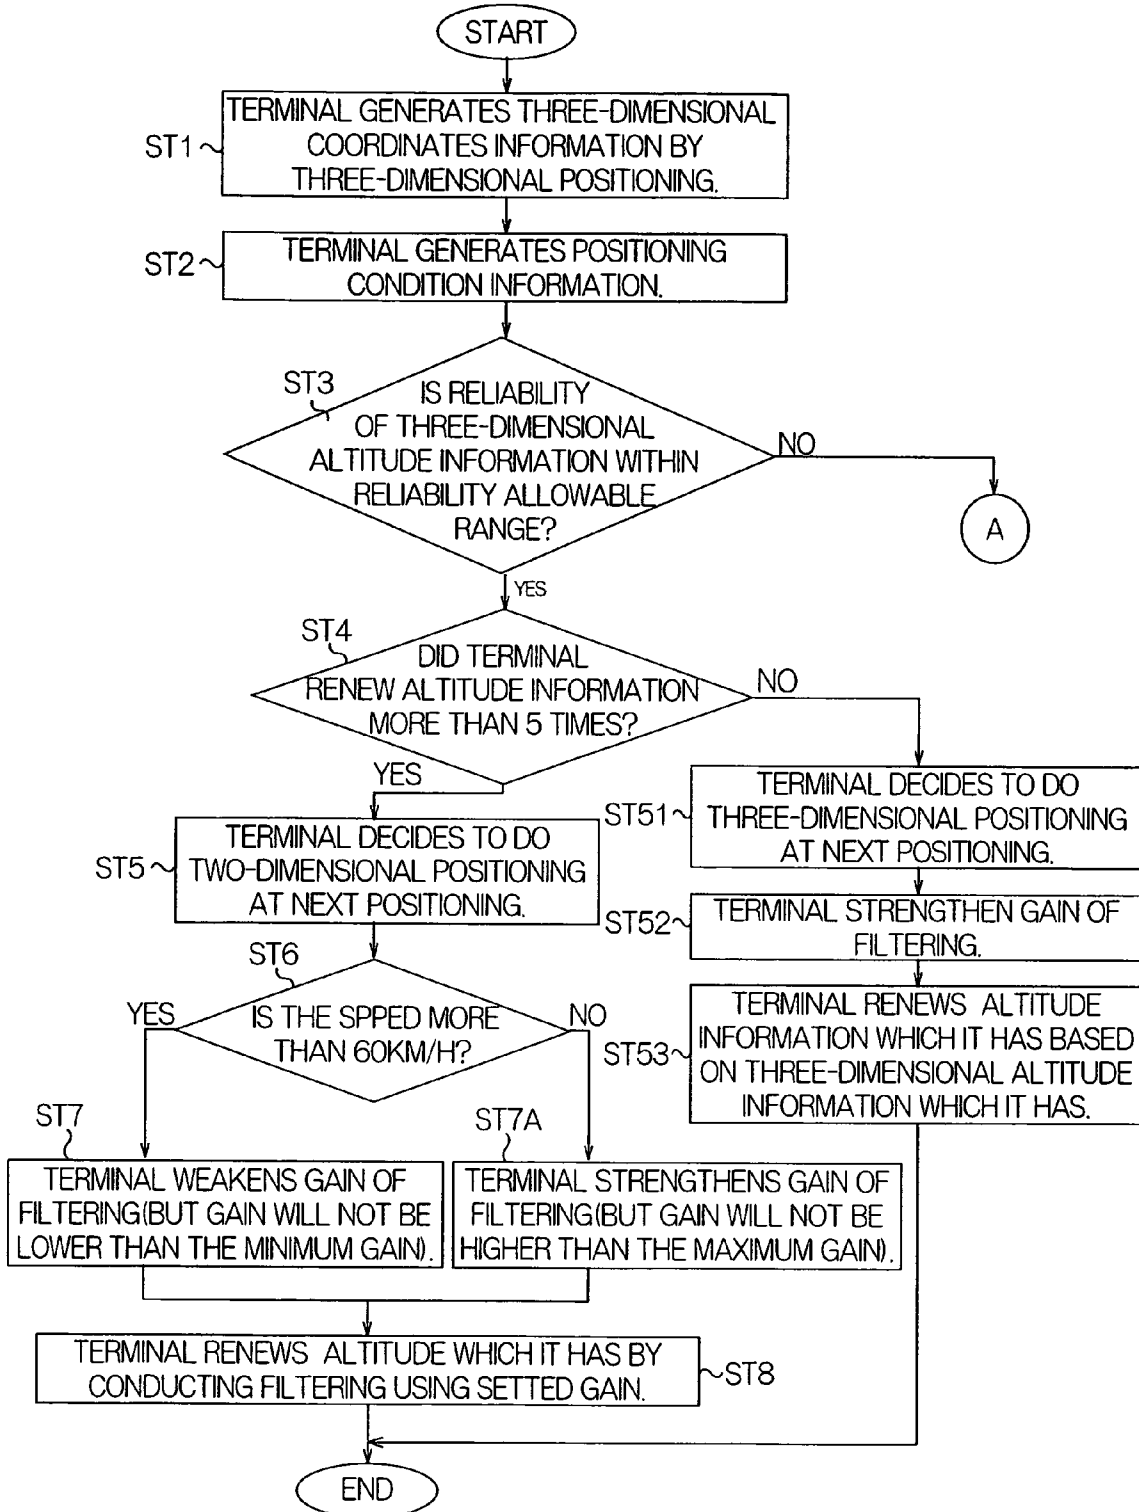 START
ST1
TERMINAL GENERATES THREE-DIMENSIONAL
COORDINATES INFORMATION BY
THREE-DIMENSIONAL POSITIONING.
ST2
TERMINAL GENERATES POSITIONING
CONDITION INFORMATION.
ST3
IS RELIABILITY
OF THREE-DIMENSIONAL
ALTITUDE INFORMATION WITHIN
RELIABILITY ALLOWABLE
RANGE?
NO
A
YES
ST4
DID TERMINAL
RENEW ALTITUDE INFORMATION
MORE THAN 5 TIMES?
NO
YES
ST5
TERMINAL DECIDES TO DO
TWO-DIMENSIONAL POSITIONING
AT NEXT POSITIONING.
ST51
TERMINAL DECIDES TO DO
THREE-DIMENSIONAL POSITIONING
AT NEXT POSITIONING.
ST52
TERMINAL STRENGTHEN GAIN OF
FILTERING.
ST53
TERMINAL RENEWS ALTITUDE
INFORMATION WHICH IT HAS BASED
ON THREE-DIMENSIONAL ALTITUDE
INFORMATION WHICH IT HAS.
ST6
IS THE SPPED MORE
THAN 60KM/H?
YES
NO
ST7
TERMINAL WEAKENS GAIN OF
FILTERING(BUT GAIN WILL NOT BE
LOWER THAN THE MINIMUM GAIN).
ST7A
TERMINAL STRENGTHENS GAIN OF
FILTERING(BUT GAIN WILL NOT BE
HIGHER THAN THE MAXIMUM GAIN).
TERMINAL RENEWS ALTITUDE WHICH IT HAS BY
CONDUCTING FILTERING USING SETTED GAIN.
ST8
END